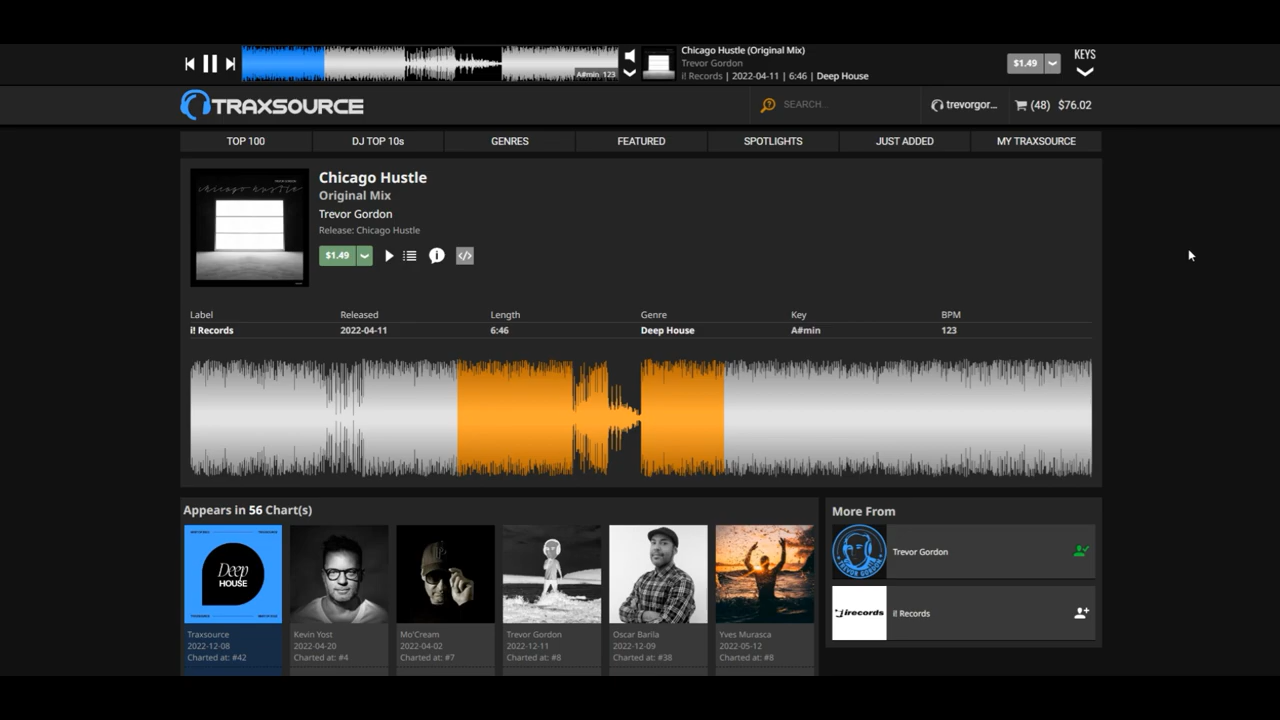 A#min 123
Chicago Hustle (Original Mix)
Trevor Gordon
i! Records | 2022-04-11 | 6:46 | Deep House
$1.49
KEYS
TRAXSOURCE
SEARCH...
trevorgor...
(48) $76.02
TOP 100
DJ TOP 10s
GENRES
FEATURED
SPOTLIGHTS
JUST ADDED
MY TRAXSOURCE
chicago hustle
Chicago Hustle
Original Mix
Trevor Gordon
Release: Chicago Hustle
$1.49
Label Released Length Genre Key BPM
i! Records 2022-04-11 6:46 Deep House A#min 123
Appears in 56 Chart(s)
Deep
HOUSE
Traxsource
2022-12-08
Charted at: #42
Kevin Yost
2022-04-20
Charted at: #4
Mo'Cream
2022-04-02
Charted at: #7
Trevor Gordon
2022-12-11
Charted at: #8
Oscar Barila
2022-12-09
Charted at: #38
Yves Murasca
2022-05-12
Charted at: #8
More From
TREVOR GORDON
Trevor Gordon
irecords
i! Records